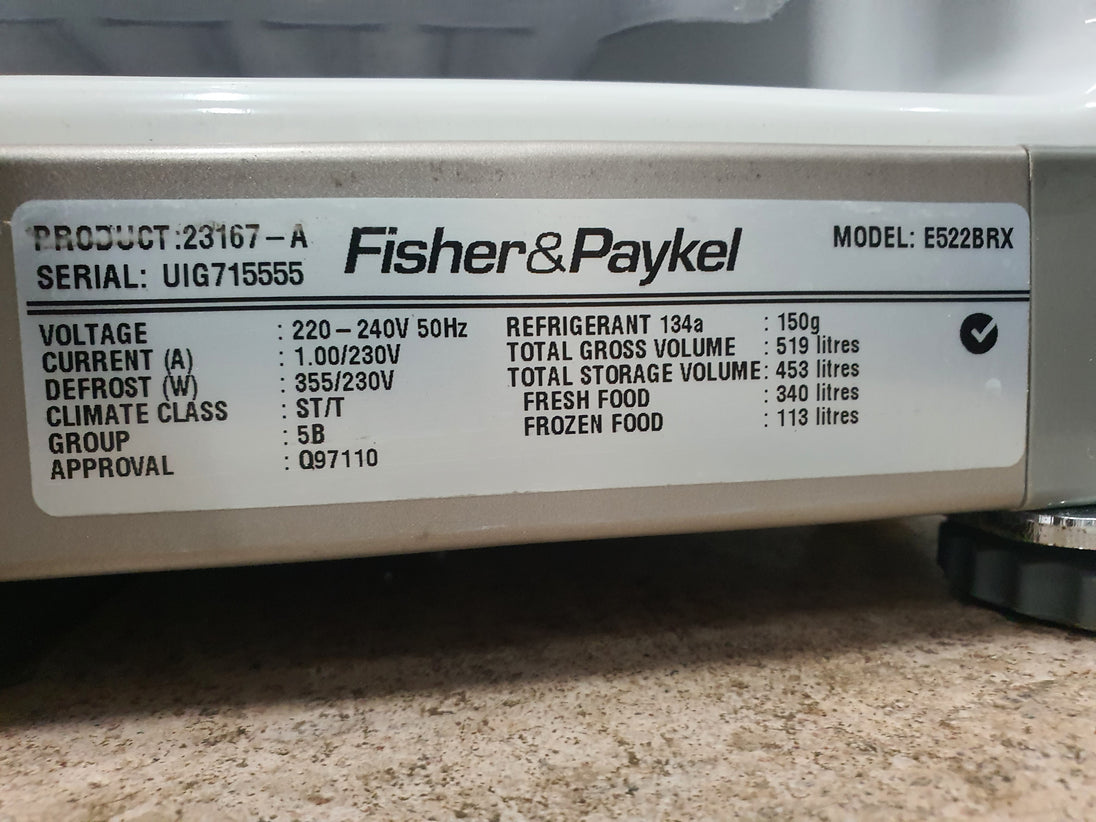 PRODUCT:23167-A
SERIAL: UIG715555
Fisher&Paykel
MODEL: E522BRX
VOLTAGE : 220-240V 50Hz
CURRENT (A) : 1.00/230V
DEFROST (W) : 355/230V
CLIMATE CLASS : ST/T
GROUP : 5B
APPROVAL : Q97110
REFRIGERANT 134a : 150g
TOTAL GROSS VOLUME : 519 litres
TOTAL STORAGE VOLUME: 453 litres
FRESH FOOD : 340 litres
FROZEN FOOD : 113 litres